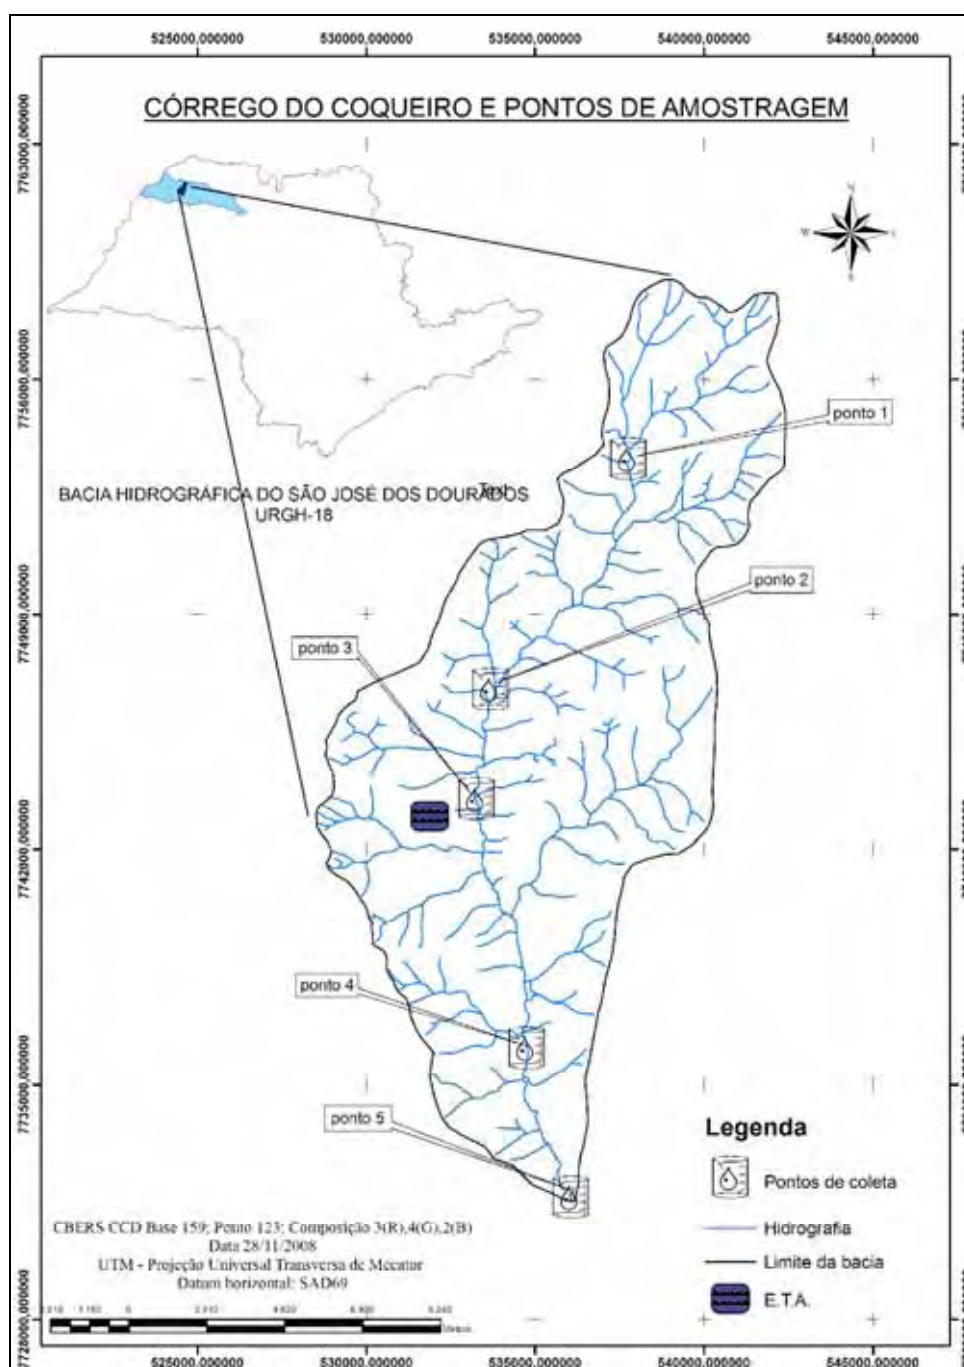 525000,000000 530000,000000 535000,000000 540000,000000 545000,000000
CÓRREGO DO COQUEIRO E PONTOS DE AMOSTRAGEM
7763000,000000
N
W E
S
7756000,000000
ponto 1
Text
BACIA HIDROGRÁFICA DO SÃO JOSÉ DOS DOURADOS
URGH-18
ponto 2
7749000,000000
ponto 3
7742000,000000
ponto 4
7735000,000000
ponto 5
Legenda
Pontos de coleta
Hidrografia
Limite da bacia
E.T.A.
CBERS CCD Base 159; Ponto 123; Composição 3(R),4(G),2(B)
Data 28/11/2008
UTM - Projeção Universal Transversa de Mecator
Datum horizontal: SAD69
7728000,000000
525000,000000 530000,000000 535000,000000 540000,000000 545000,000000